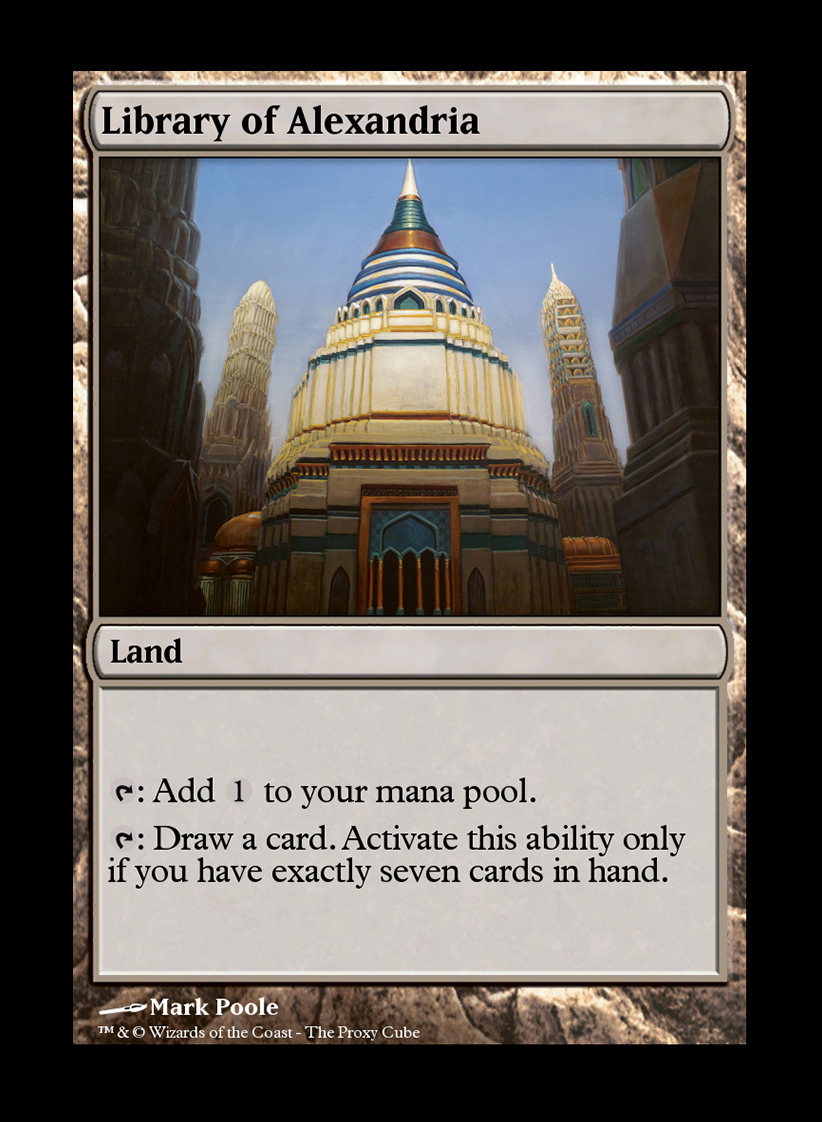 Library of Alexandria
Land
: Add 1 to your mana pool.
: Draw a card. Activate this ability only
if you have exactly seven cards in hand.
Mark Poole
™ & © Wizards of the Coast - The Proxy Cube